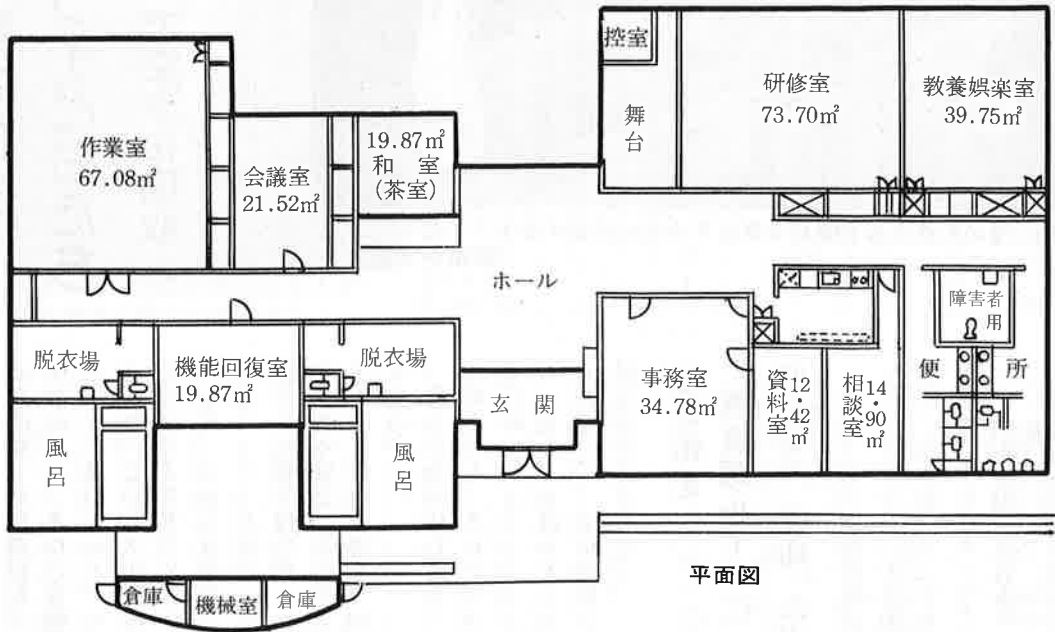 控室
舞台
研修室
73.70㎡
教養娯楽室
39.75㎡
作業室
67.08㎡
会議室
21.52㎡
19.87㎡
和 室
(茶室)
ホール
脱衣場
機能回復室
19.87㎡
脱衣場
玄 関
事務室
34.78㎡
資料室
12・42㎡
相談室
14・90㎡
障害者用
便 所
風呂
風呂
倉庫
機械室
倉庫
平面図